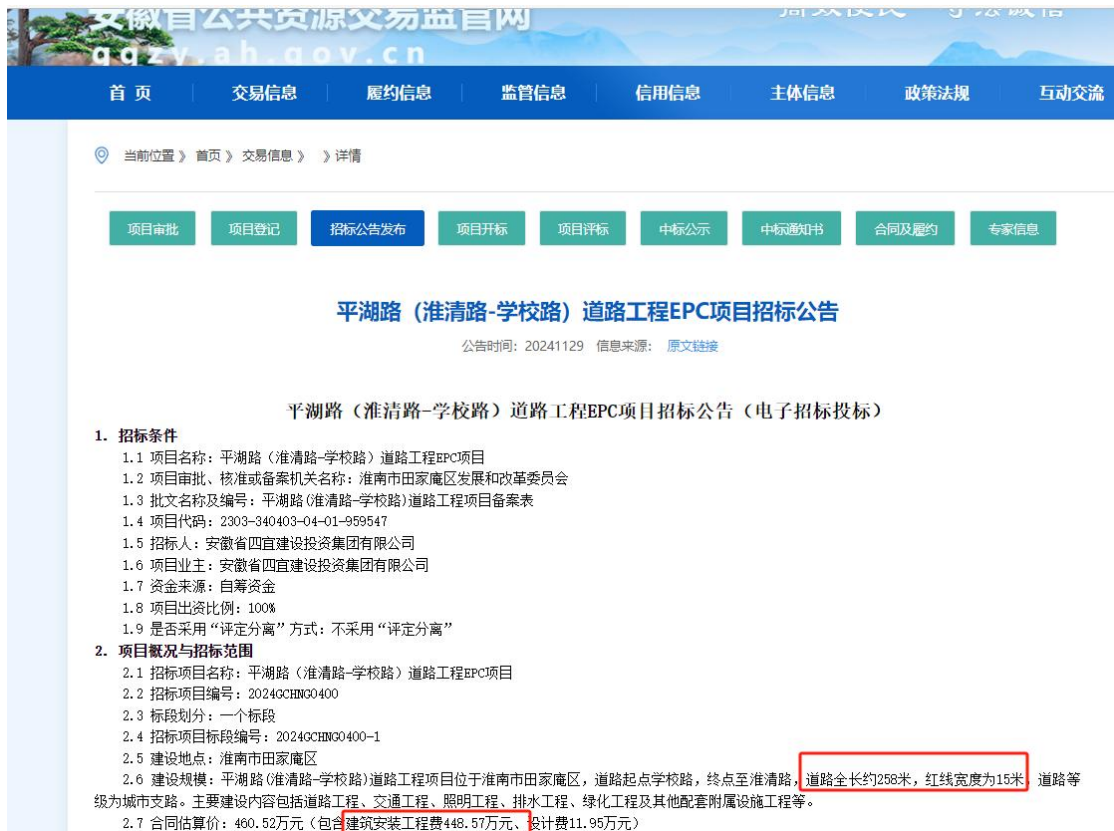 安徽省公共资源交易监管网
ggzy.ah.gov.cn
首 页 交易信息 履约信息 监管信息 信用信息 主体信息 政策法规 互动交流
当前位置 》 首页 》 交易信息 》 》详情
项目审批 项目登记 招标公告发布 项目开标 项目评标 中标公示 中标通知书 合同及履约 专家信息
平湖路（淮清路-学校路）道路工程EPC项目招标公告
公告时间：20241129 信息来源： 原文链接
平湖路（淮清路-学校路）道路工程EPC项目招标公告（电子招标投标）
1. 招标条件
1.1 项目名称：平湖路（淮清路-学校路）道路工程EPC项目
1.2 项目审批、核准或备案机关名称：淮南市田家庵区发展和改革委员会
1.3 批文名称及编号：平湖路(淮清路-学校路)道路工程项目备案表
1.4 项目代码：2303-340403-04-01-959547
1.5 招标人：安徽省四宜建设投资集团有限公司
1.6 项目业主：安徽省四宜建设投资集团有限公司
1.7 资金来源：自筹资金
1.8 项目出资比例：100%
1.9 是否采用“评定分离”方式：不采用“评定分离”
2. 项目概况与招标范围
2.1 招标项目名称：平湖路（淮清路-学校路）道路工程EPC项目
2.2 招标项目编号：2024GCHNG0400
2.3 标段划分：一个标段
2.4 招标项目标段编号：2024GCHNG0400-1
2.5 建设地点：淮南市田家庵区
2.6 建设规模：平湖路(淮清路-学校路)道路工程项目位于淮南市田家庵区，道路起点学校路，终点至淮清路，道路全长约258米，红线宽度为15米，道路等
级为城市支路。主要建设内容包括道路工程、交通工程、照明工程、排水工程、绿化工程及其他配套附属设施工程等。
2.7 合同估算价：460.52万元（包含建筑安装工程费448.57万元、设计费11.95万元）